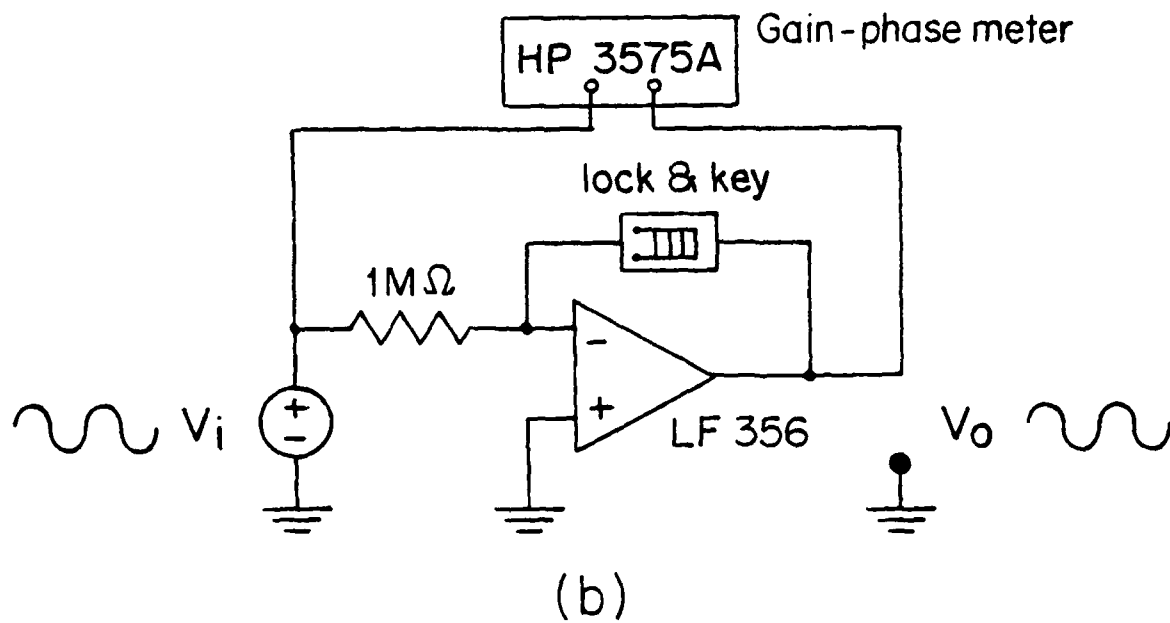 Gain-phase meter
HP 3575A
lock & key
1MΩ
-
+
+
-
Vi
LF 356
Vo
(b)